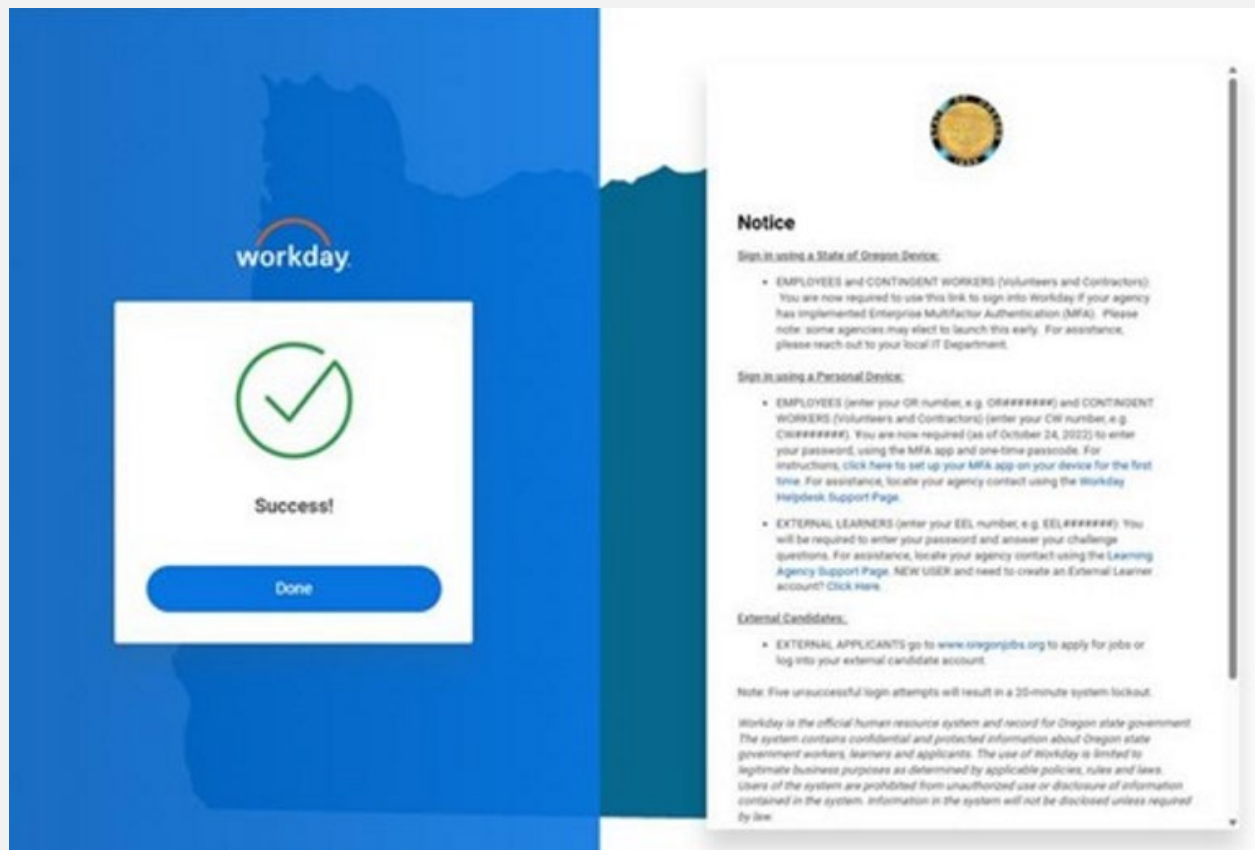 workday.
Success!
Done
Notice
Sign in using a State of Oregon Device:
• EMPLOYEES and CONTINGENT WORKERS (Volunteers and Contractors):
You are now required to use this link to sign into Workday if your agency
has implemented Enterprise Multifactor Authentication (MFA). Please
note: some agencies may elect to launch this early. For assistance,
please reach out to your local IT Department.
Sign in using a Personal Device:
• EMPLOYEES (enter your OR number, e.g. OR#######) and CONTINGENT
WORKERS (Volunteers and Contractors) (enter your CW number, e.g.
CW#######). You are now required (as of October 24, 2022) to enter
your password, using the MFA app and one-time passcode. For
instructions, click here to set up your MFA app on your device for the first
time. For assistance, locate your agency contact using the Workday
Helpdesk Support Page.
• EXTERNAL LEARNERS (enter your EEL number, e.g. EEL#######): You
will be required to enter your password and answer your challenge
questions. For assistance, locate your agency contact using the Learning
Agency Support Page. NEW USER and need to create an External Learner
account? Click Here.
External Candidates:
• EXTERNAL APPLICANTS go to www.oregonjobs.org to apply for jobs or
log into your external candidate account.
Note: Five unsuccessful login attempts will result in a 20-minute system lockout.
Workday is the official human resource system and record for Oregon state government.
The system contains confidential and protected information about Oregon state
government workers, learners and applicants. The use of Workday is limited to
legitimate business purposes as determined by applicable policies, rules and laws.
Users of the system are prohibited from unauthorized use or disclosure of information
contained in the system. Information in the system will not be disclosed unless required
by law.